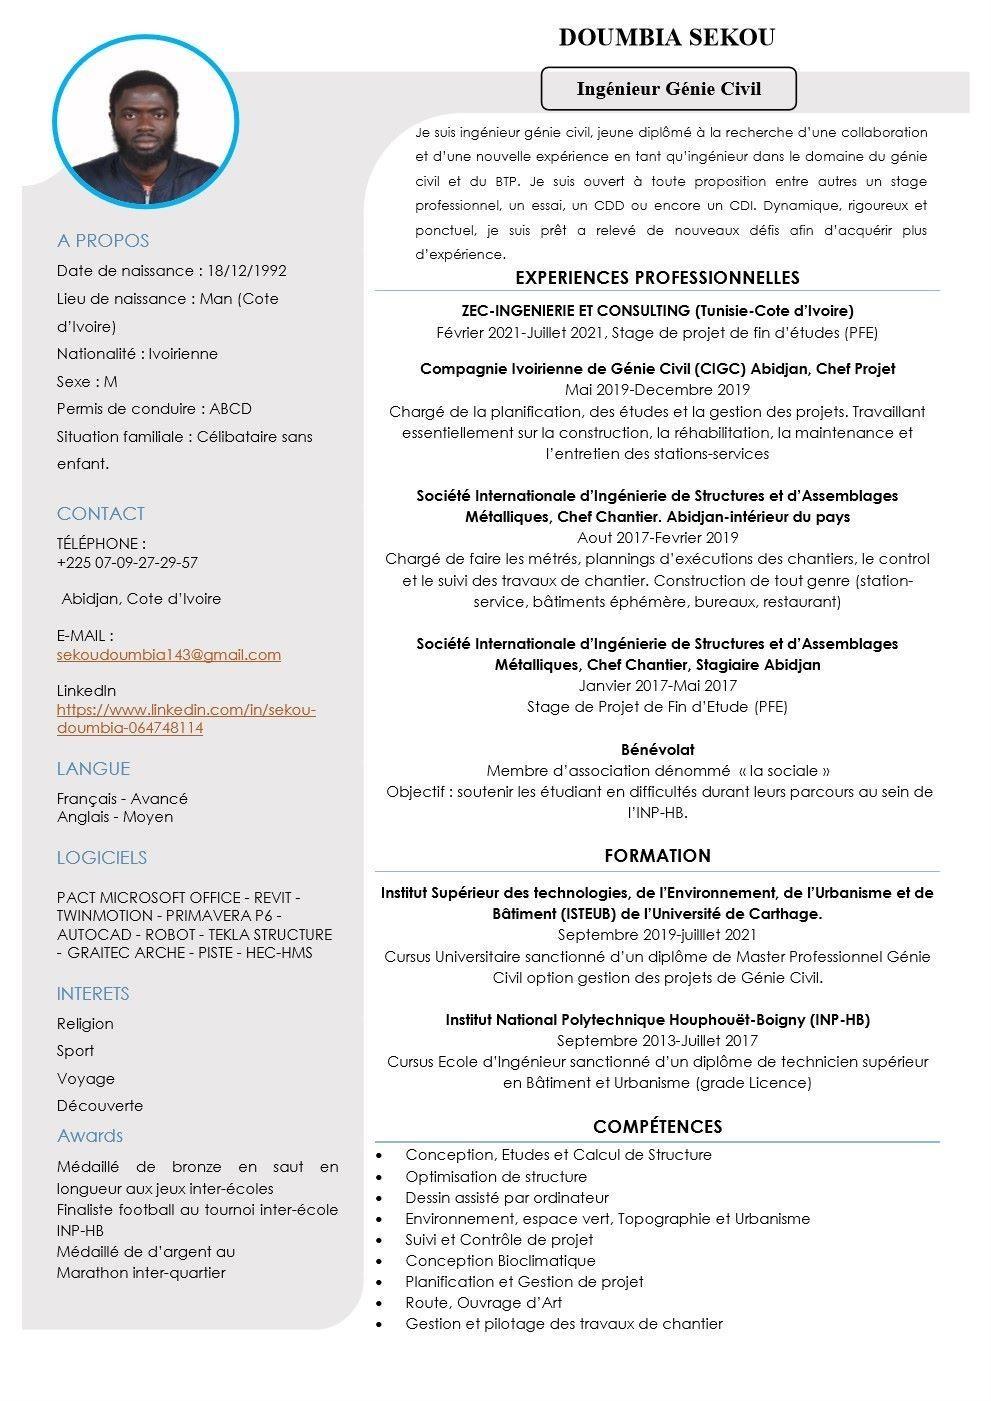 DOUMBIA SEKOU
Ingénieur Génie Civil
Je suis ingénieur génie civil, jeune diplômé à la recherche d’une collaboration
et d’une nouvelle expérience en tant qu’ingénieur dans le domaine du génie
civil et du BTP. Je suis ouvert à toute proposition entre autres un stage
professionnel, un essai, un CDD ou encore un CDI. Dynamique, rigoureux et
ponctuel, je suis prêt a relevé de nouveaux défis afin d’acquérir plus
d’expérience.
A PROPOS
Date de naissance : 18/12/1992
Lieu de naissance : Man (Cote
d’Ivoire)
Nationalité : Ivoirienne
Sexe : M
Permis de conduire : ABCD
Situation familiale : Célibataire sans
enfant.
CONTACT
TÉLÉPHONE :
+225 07-09-27-29-57
Abidjan, Cote d’Ivoire
E-MAIL :
sekoudoumbia143@gmail.com
LinkedIn
https://www.linkedin.com/in/sekou-
doumbia-064748114
LANGUE
Français - Avancé
Anglais - Moyen
LOGICIELS
PACT MICROSOFT OFFICE - REVIT -
TWINMOTION - PRIMAVERA P6 -
AUTOCAD - ROBOT - TEKLA STRUCTURE
- GRAITEC ARCHE - PISTE - HEC-HMS
INTERETS
Religion
Sport
Voyage
Découverte
Awards
Médaillé de bronze en saut en
longueur aux jeux inter-écoles
Finaliste football au tournoi inter-école
INP-HB
Médaillé de d’argent au
Marathon inter-quartier
EXPERIENCES PROFESSIONNELLES
ZEC-INGENIERIE ET CONSULTING (Tunisie-Cote d’Ivoire)
Février 2021-Juillet 2021, Stage de projet de fin d’études (PFE)
Compagnie Ivoirienne de Génie Civil (CIGC) Abidjan, Chef Projet
Mai 2019-Decembre 2019
Chargé de la planification, des études et la gestion des projets. Travaillant
essentiellement sur la construction, la réhabilitation, la maintenance et
l’entretien des stations-services
Société Internationale d’Ingénierie de Structures et d’Assemblages
Métalliques, Chef Chantier. Abidjan-intérieur du pays
Aout 2017-Fevrier 2019
Chargé de faire les métrés, plannings d’exécutions des chantiers, le control
et le suivi des travaux de chantier. Construction de tout genre (station-
service, bâtiments éphémère, bureaux, restaurant)
Société Internationale d’Ingénierie de Structures et d’Assemblages
Métalliques, Chef Chantier, Stagiaire Abidjan
Janvier 2017-Mai 2017
Stage de Projet de Fin d’Etude (PFE)
Bénévolat
Membre d’association dénommé « la sociale »
Objectif : soutenir les étudiant en difficultés durant leurs parcours au sein de
l’INP-HB.
FORMATION
Institut Supérieur des technologies, de l’Environnement, de l’Urbanisme et de
Bâtiment (ISTEUB) de l’Université de Carthage.
Septembre 2019-juilllet 2021
Cursus Universitaire sanctionné d’un diplôme de Master Professionnel Génie
Civil option gestion des projets de Génie Civil.
Institut National Polytechnique Houphouët-Boigny (INP-HB)
Septembre 2013-Juillet 2017
Cursus Ecole d’Ingénieur sanctionné d’un diplôme de technicien supérieur
en Bâtiment et Urbanisme (grade Licence)
COMPÉTENCES
• Conception, Etudes et Calcul de Structure
• Optimisation de structure
• Dessin assisté par ordinateur
• Environnement, espace vert, Topographie et Urbanisme
• Suivi et Contrôle de projet
• Conception Bioclimatique
• Planification et Gestion de projet
• Route, Ouvrage d’Art
• Gestion et pilotage des travaux de chantier